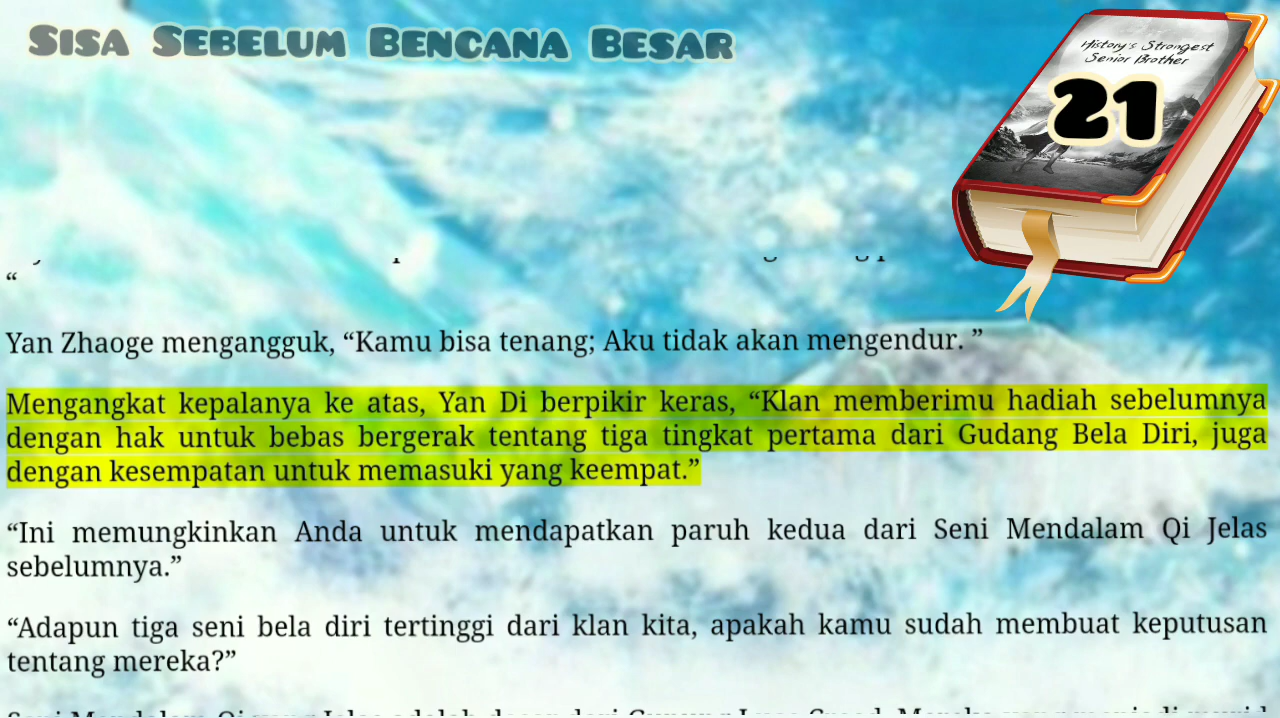 Sisa Sebelum Bencana Besar
History's Strongest
Senior Brother
21
“
Yan Zhaoge mengangguk, “Kamu bisa tenang; Aku tidak akan mengendur. ”
Mengangkat kepalanya ke atas, Yan Di berpikir keras, “Klan memberimu hadiah sebelumnya
dengan hak untuk bebas bergerak tentang tiga tingkat pertama dari Gudang Bela Diri, juga
dengan kesempatan untuk memasuki yang keempat.”
“Ini memungkinkan Anda untuk mendapatkan paruh kedua dari Seni Mendalam Qi Jelas
sebelumnya.”
“Adapun tiga seni bela diri tertinggi dari klan kita, apakah kamu sudah membuat keputusan
tentang mereka?”